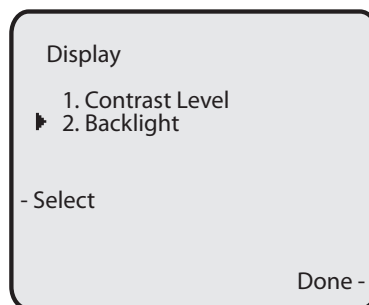 Display
1. Contrast Level
2. Backlight
- Select
Done -